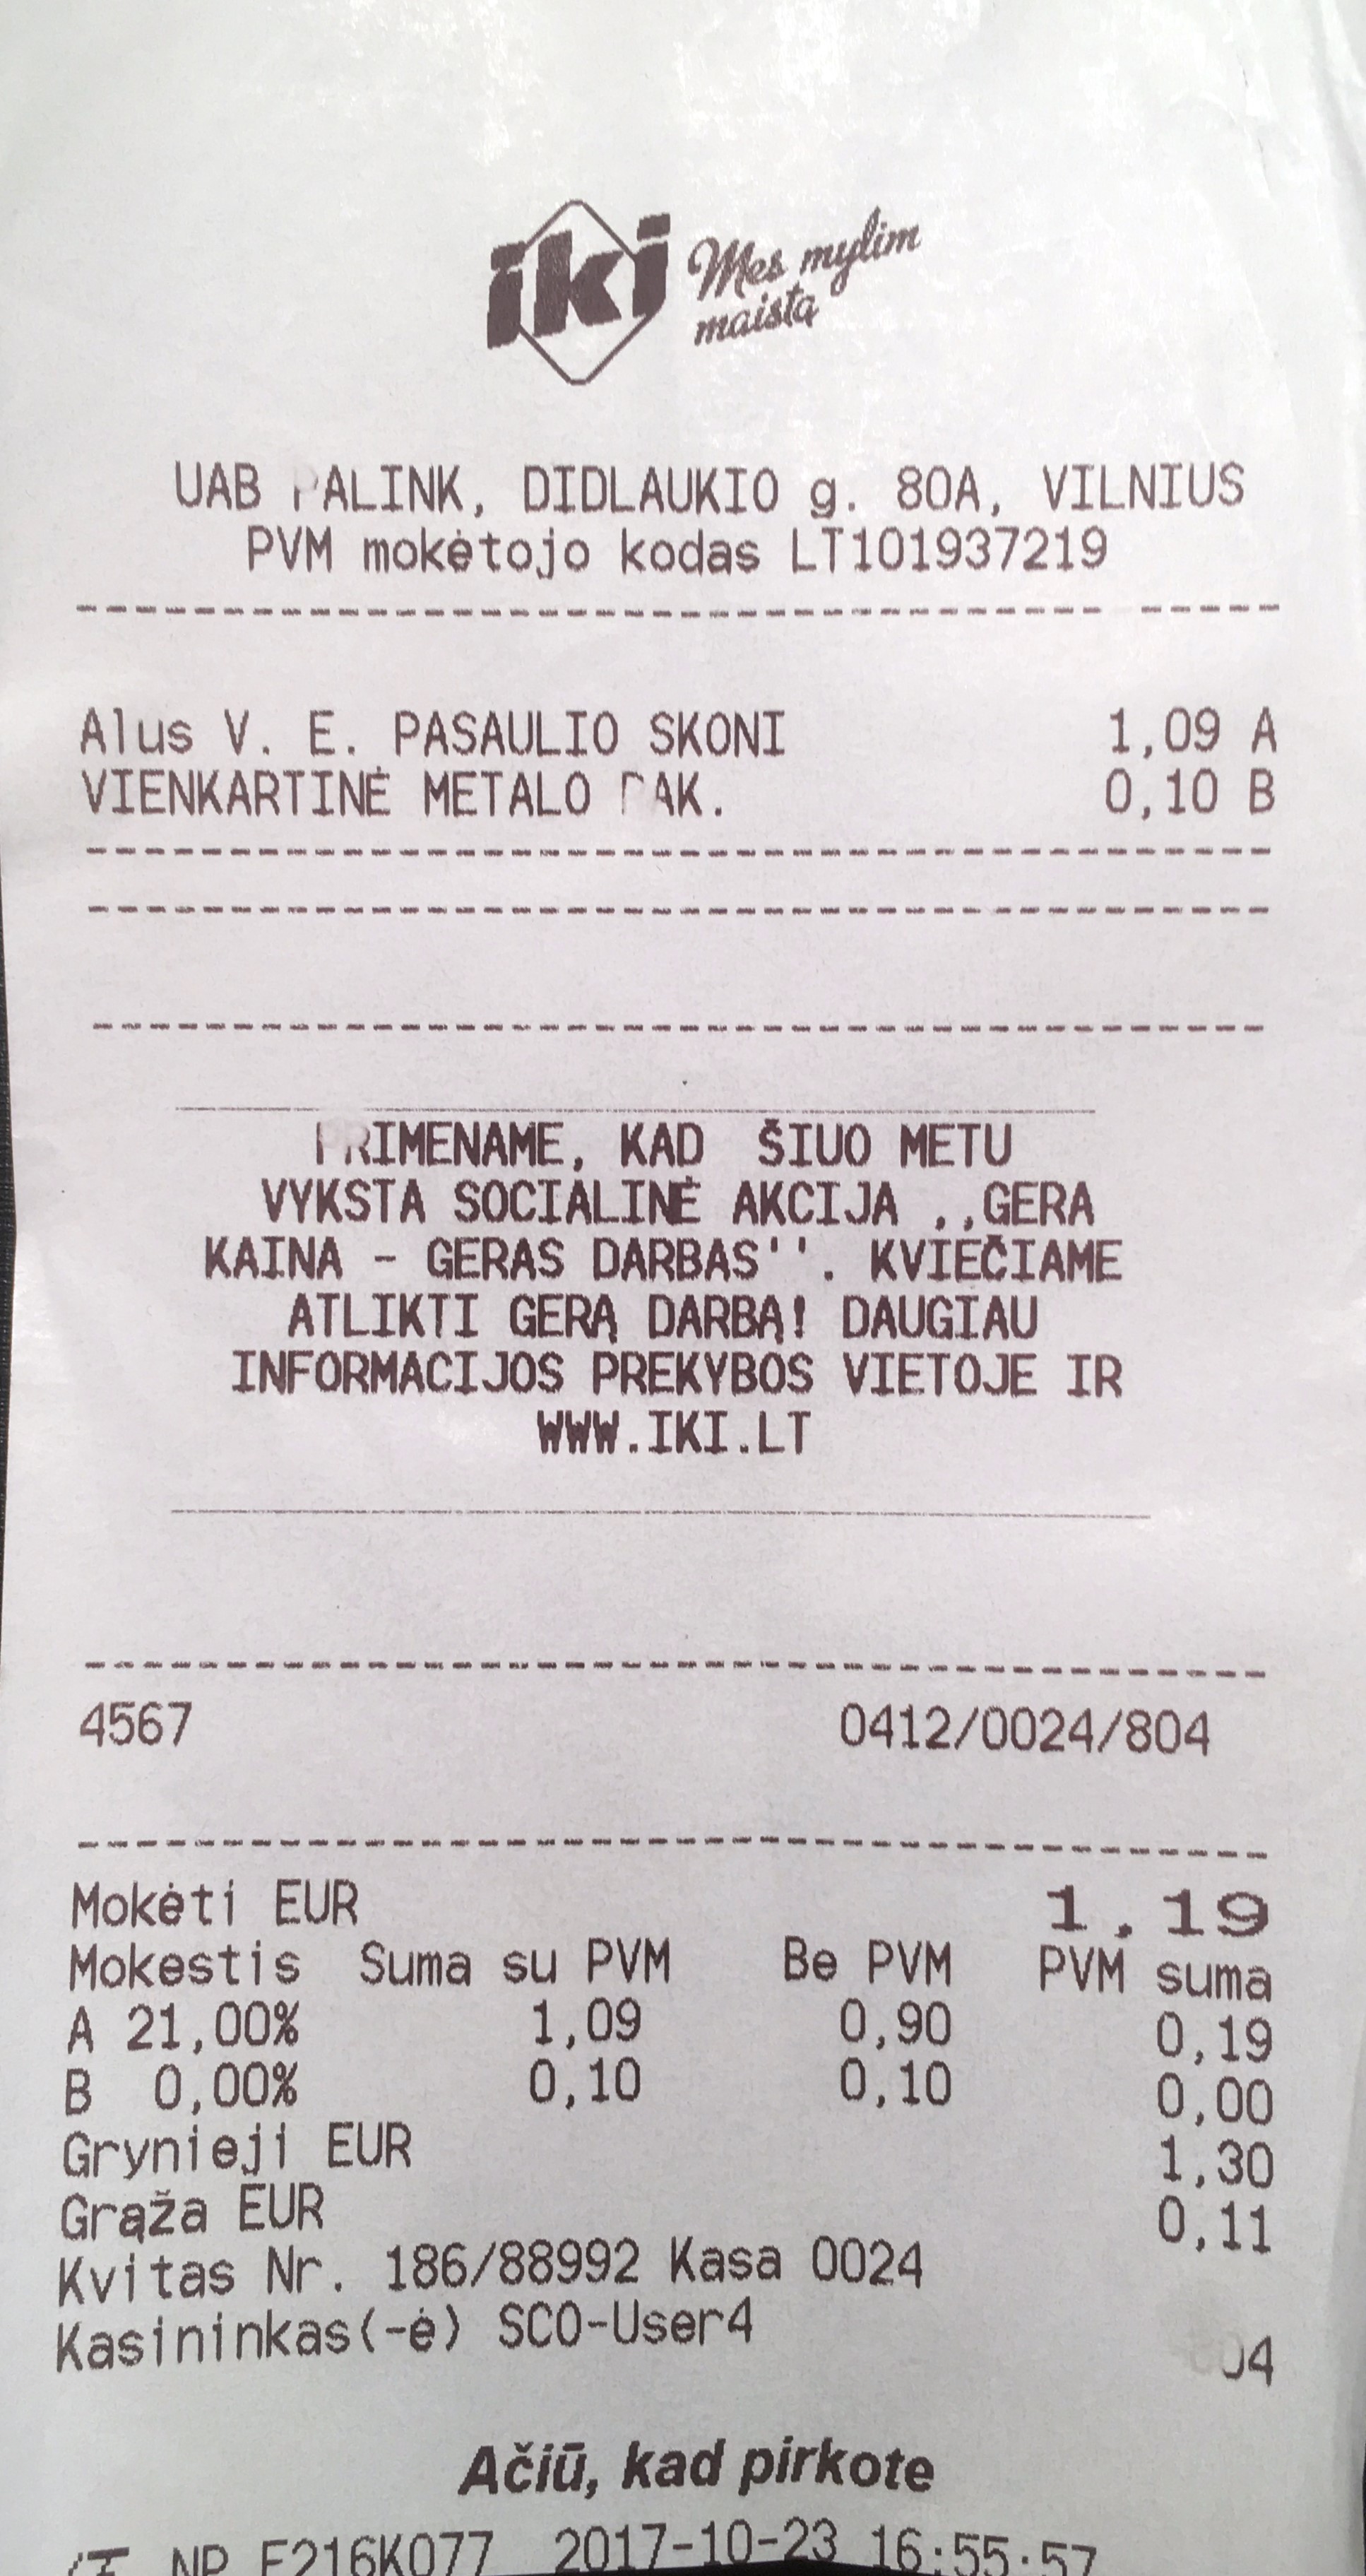 iki Mes mylim
maistą
UAB PALINK, DIDLAUKIO g. 80A, VILNIUS
PVM mokėtojo kodas LT101937219
Alus V. E. PASAULIO SKONI 1,09 A
VIENKARTINĖ METALO PAK. 0,10 B
PRIMENAME, KAD ŠIUO METU
VYKSTA SOCIALINĖ AKCIJA ,,GERA
KAINA - GERAS DARBAS''. KVIEČIAME
ATLIKTI GERĄ DARBĄ! DAUGIAU
INFORMACIJOS PREKYBOS VIETOJE IR
WWW.IKI.LT
4567 0412/0024/804
Mokėti EUR 1,19
Mokestis Suma su PVM Be PVM PVM suma
A 21,00% 1,09 0,90 0,19
B 0,00% 0,10 0,10 0,00
Grynieji EUR 1,30
Grąža EUR 0,11
Kvitas Nr. 186/88992 Kasa 0024
Kasininkas(-ė) SCO-User4
Ačiū, kad pirkote
NR F216K077 2017-10-23 16:55:57